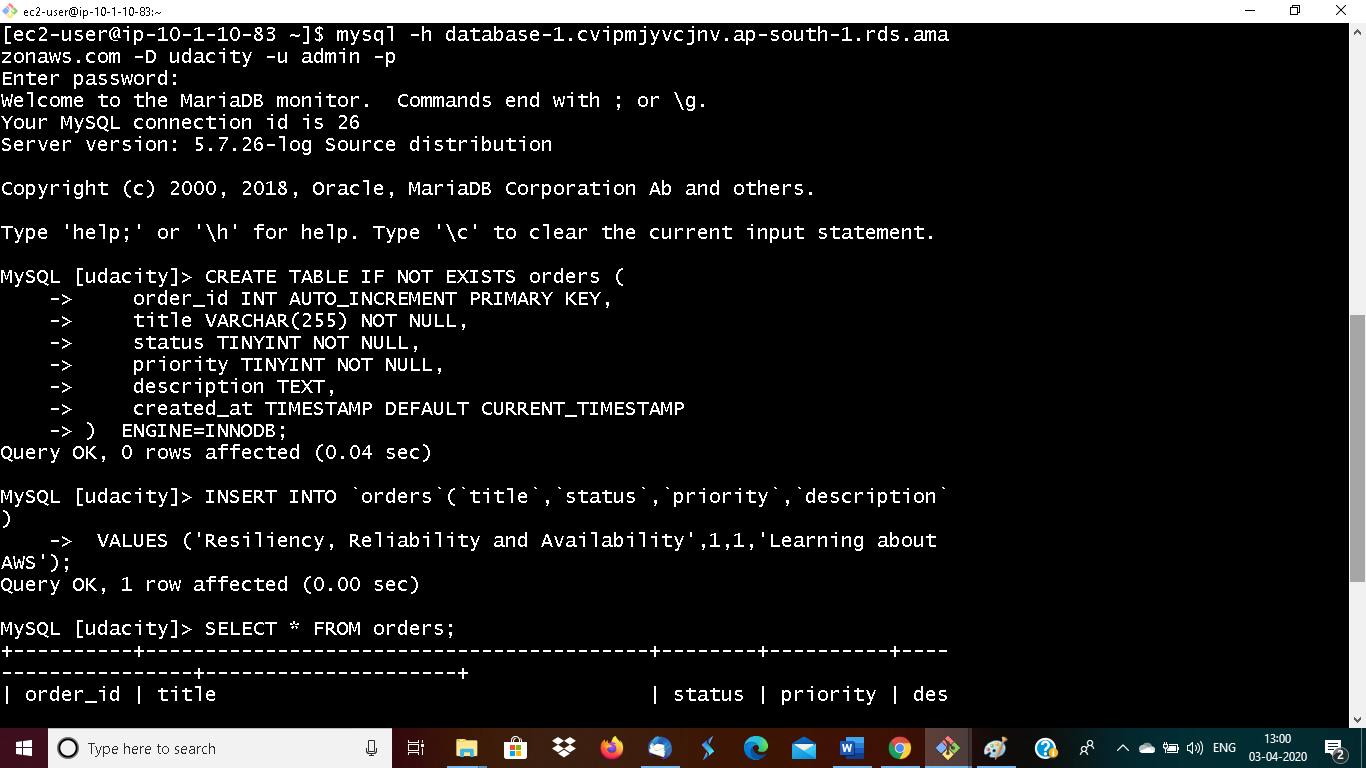 ec2-user@ip-10-1-10-83:~
[ec2-user@ip-10-1-10-83 ~]$ mysql -h database-1.cvipmjyvcjnv.ap-south-1.rds.ama
zonaws.com -D udacity -u admin -p
Enter password:
Welcome to the MariaDB monitor.  Commands end with ; or \g.
Your MySQL connection id is 26
Server version: 5.7.26-log Source distribution
Copyright (c) 2000, 2018, Oracle, MariaDB Corporation Ab and others.
Type 'help;' or '\h' for help. Type '\c' to clear the current input statement.
MySQL [udacity]> CREATE TABLE IF NOT EXISTS orders (
    ->     order_id INT AUTO_INCREMENT PRIMARY KEY,
    ->     title VARCHAR(255) NOT NULL,
    ->     status TINYINT NOT NULL,
    ->     priority TINYINT NOT NULL,
    ->     description TEXT,
    ->     created_at TIMESTAMP DEFAULT CURRENT_TIMESTAMP
    -> )  ENGINE=INNODB;
Query OK, 0 rows affected (0.04 sec)
MySQL [udacity]> INSERT INTO `orders`(`title`,`status`,`priority`,`description`
)
    ->  VALUES ('Resiliency, Reliability and Availability',1,1,'Learning about
AWS');
Query OK, 1 row affected (0.00 sec)
MySQL [udacity]> SELECT * FROM orders;
+----------+------------------------------------------+--------+----------+----
----------------+---------------------+
| order_id | title                                    | status | priority | des
Type here to search
ENG
13:00
03-04-2020
2